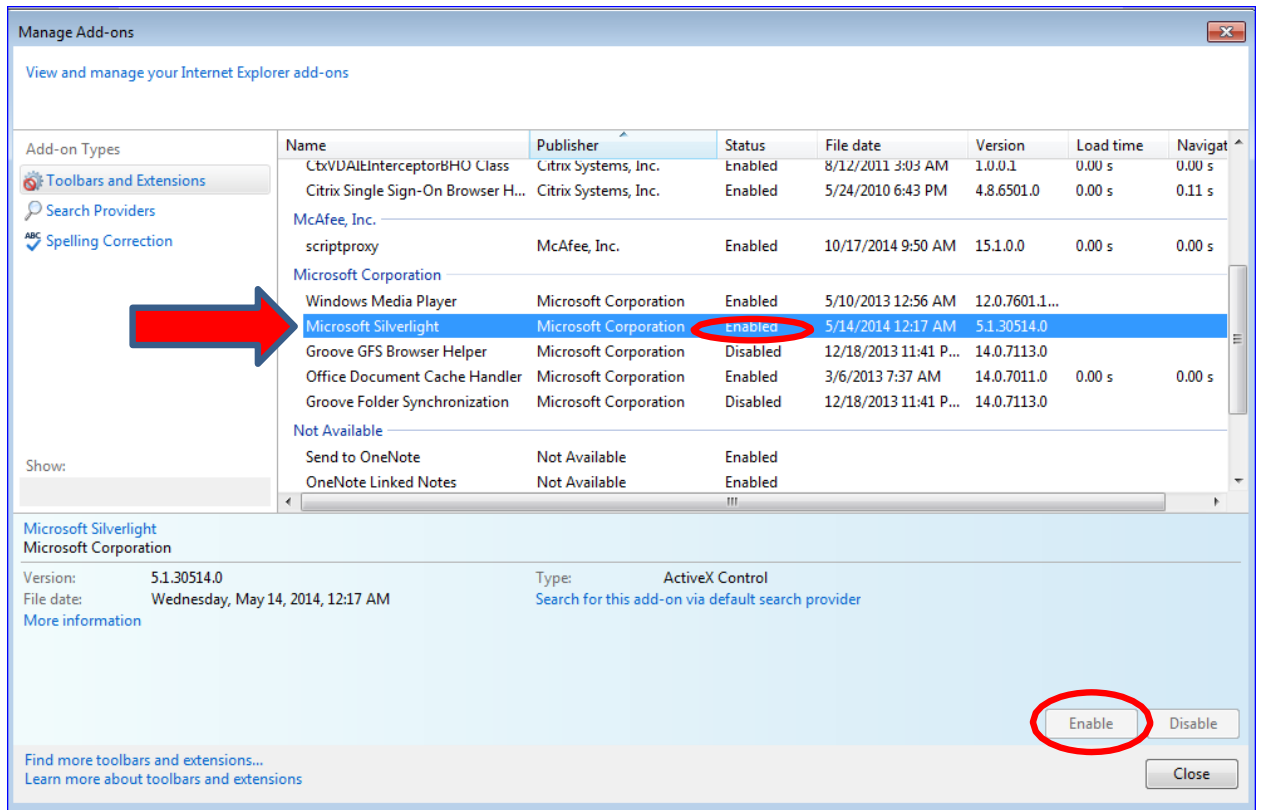 Manage Add-ons
View and manage your Internet Explorer add-ons
Add-on Types
Toolbars and Extensions
Search Providers
ABC Spelling Correction
Show:
Name Publisher Status File date Version Load time Navigat
CtxVDAIEInterceptorBHO Class Citrix Systems, Inc. Enabled 8/12/2011 3:03 AM 1.0.0.1 0.00 s 0.00 s
Citrix Single Sign-On Browser H... Citrix Systems, Inc. Enabled 5/24/2010 6:43 PM 4.8.6501.0 0.00 s 0.11 s
McAfee, Inc.
scriptproxy McAfee, Inc. Enabled 10/17/2014 9:50 AM 15.1.0.0 0.00 s 0.00 s
Microsoft Corporation
Windows Media Player Microsoft Corporation Enabled 5/10/2013 12:56 AM 12.0.7601.1...
Microsoft Silverlight Microsoft Corporation Enabled 5/14/2014 12:17 AM 5.1.30514.0
Groove GFS Browser Helper Microsoft Corporation Disabled 12/18/2013 11:41 P... 14.0.7113.0
Office Document Cache Handler Microsoft Corporation Enabled 3/6/2013 7:37 AM 14.0.7011.0 0.00 s 0.00 s
Groove Folder Synchronization Microsoft Corporation Disabled 12/18/2013 11:41 P... 14.0.7113.0
Not Available
Send to OneNote Not Available Enabled
OneNote Linked Notes Not Available Enabled
Microsoft Silverlight
Microsoft Corporation
Version: 5.1.30514.0 Type: ActiveX Control
File date: Wednesday, May 14, 2014, 12:17 AM Search for this add-on via default search provider
More information
Enable Disable
Find more toolbars and extensions...
Learn more about toolbars and extensions
Close